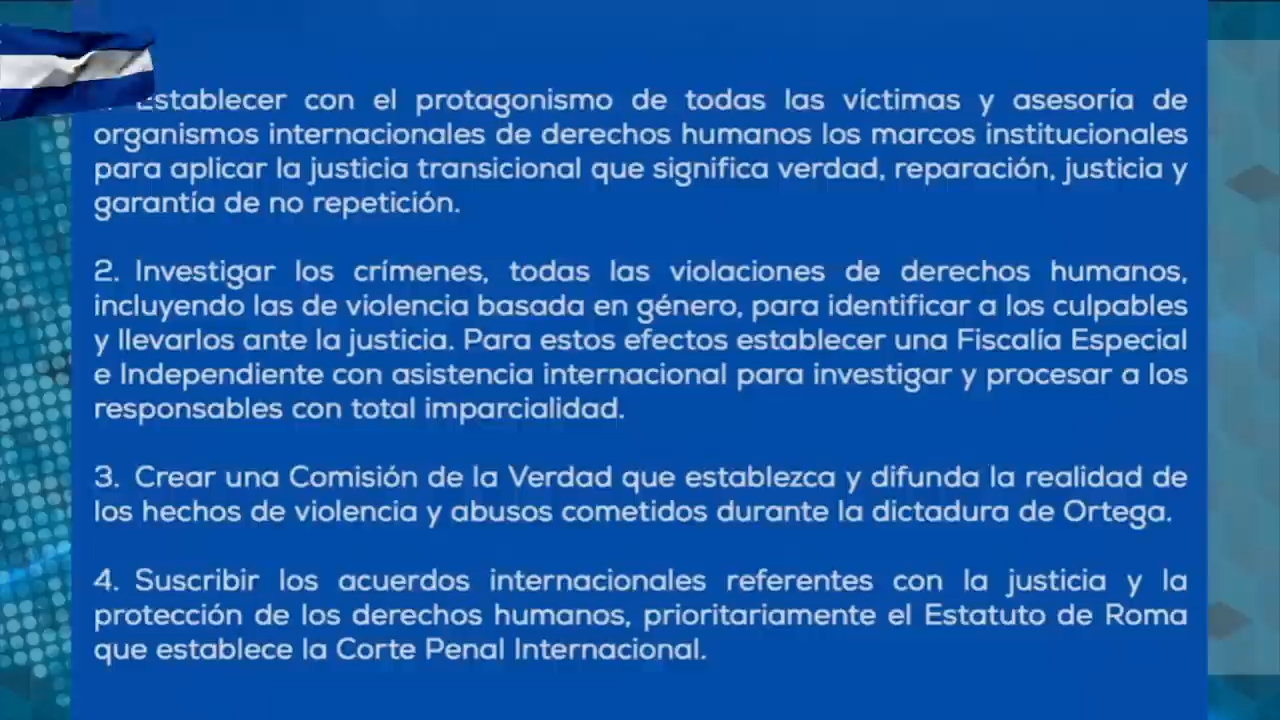 . Establecer con el protagonismo de todas las víctimas y asesoría de
organismos internacionales de derechos humanos los marcos institucionales
para aplicar la justicia transicional que significa verdad, reparación, justicia y
garantía de no repetición.
2. Investigar los crímenes, todas las violaciones de derechos humanos,
incluyendo las de violencia basada en género, para identificar a los culpables
y llevarlos ante la justicia. Para estos efectos establecer una Fiscalía Especial
e Independiente con asistencia internacional para investigar y procesar a los
responsables con total imparcialidad.
3. Crear una Comisión de la Verdad que establezca y difunda la realidad de
los hechos de violencia y abusos cometidos durante la dictadura de Ortega.
4. Suscribir los acuerdos internacionales referentes con la justicia y la
protección de los derechos humanos, prioritariamente el Estatuto de Roma
que establece la Corte Penal Internacional.